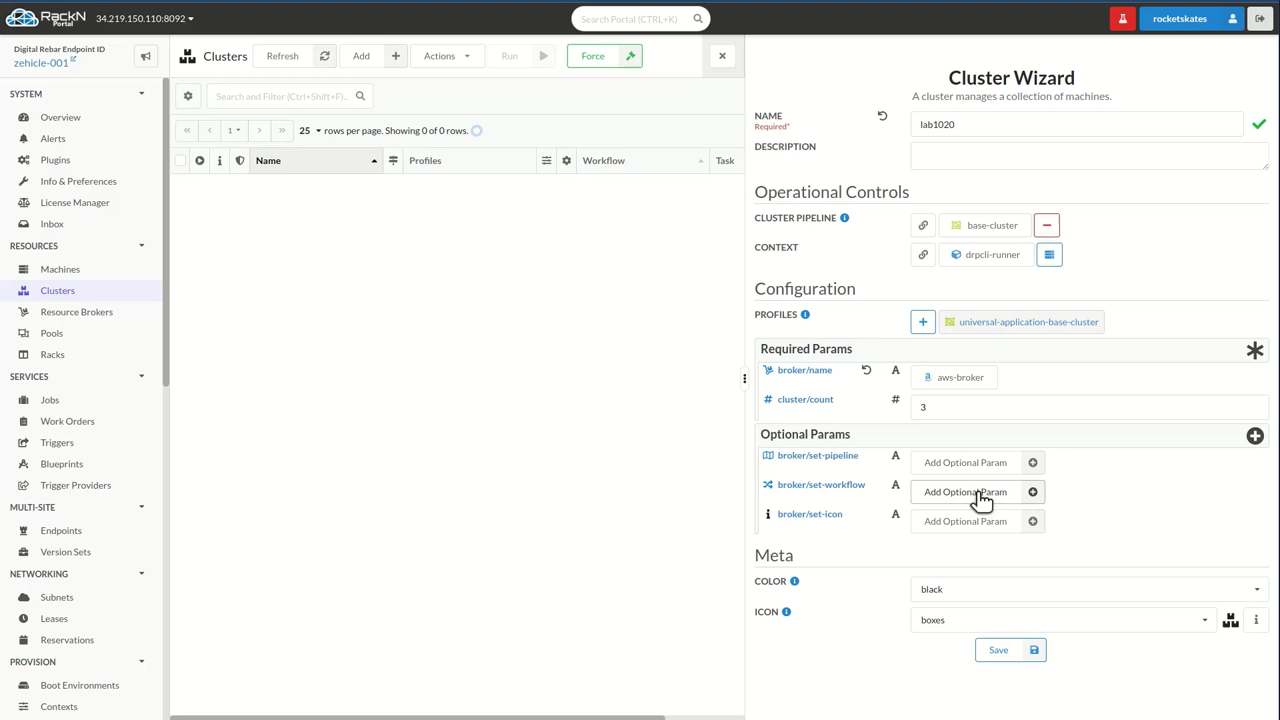 RackN
Portal
34.219.150.110:8092
Search Portal (CTRL+K)
rocketskates
Digital Rebar Endpoint ID
zehicle-001
SYSTEM
Overview
Alerts
Plugins
Info & Preferences
License Manager
Inbox
RESOURCES
Machines
Clusters
Resource Brokers
Pools
Racks
SERVICES
Jobs
Work Orders
Triggers
Blueprints
Trigger Providers
MULTI-SITE
Endpoints
Version Sets
NETWORKING
Subnets
Leases
Reservations
PROVISION
Boot Environments
Contexts
Clusters
Refresh
Add
Actions
Run
Force
Search and Filter (Ctrl+Shift+F)..
1
25 rows per page. Showing 0 of 0 rows.
Name
Profiles
Workflow
Task
Cluster Wizard
A cluster manages a collection of machines.
NAME
Required*
lab1020
DESCRIPTION
Operational Controls
CLUSTER PIPELINE
base-cluster
CONTEXT
drpcli-runner
Configuration
PROFILES
universal-application-base-cluster
Required Params
broker/name
A
aws-broker
# cluster/count
#
3
Optional Params
broker/set-pipeline
A
Add Optional Param
broker/set-workflow
A
Add Optional Param
broker/set-icon
A
Add Optional Param
Meta
COLOR
black
ICON
boxes
Save